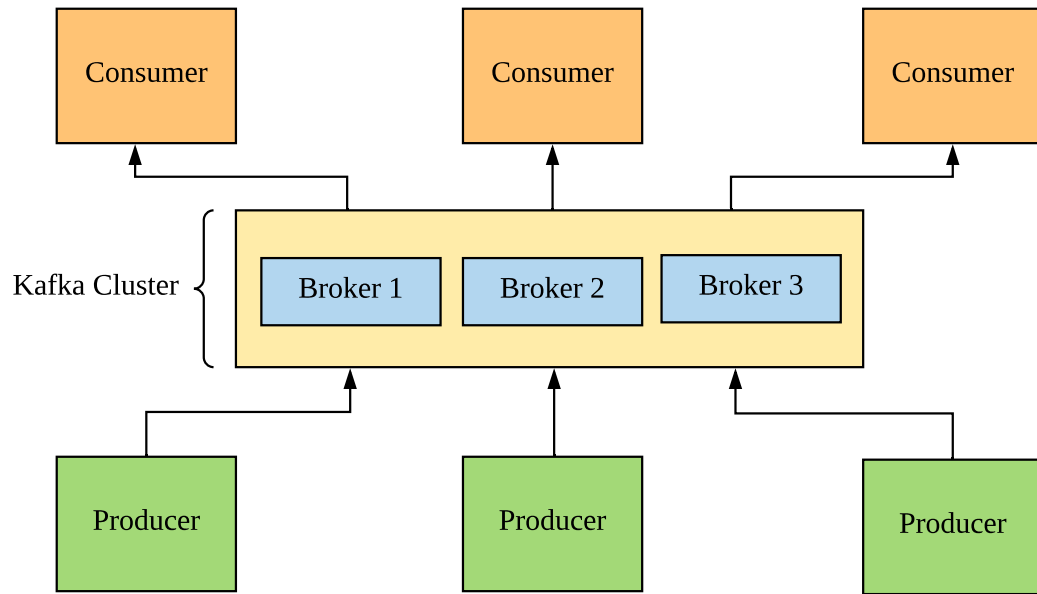 Consumer
Consumer
Consumer
Kafka Cluster
Broker 1
Broker 2
Broker 3
Producer
Producer
Producer